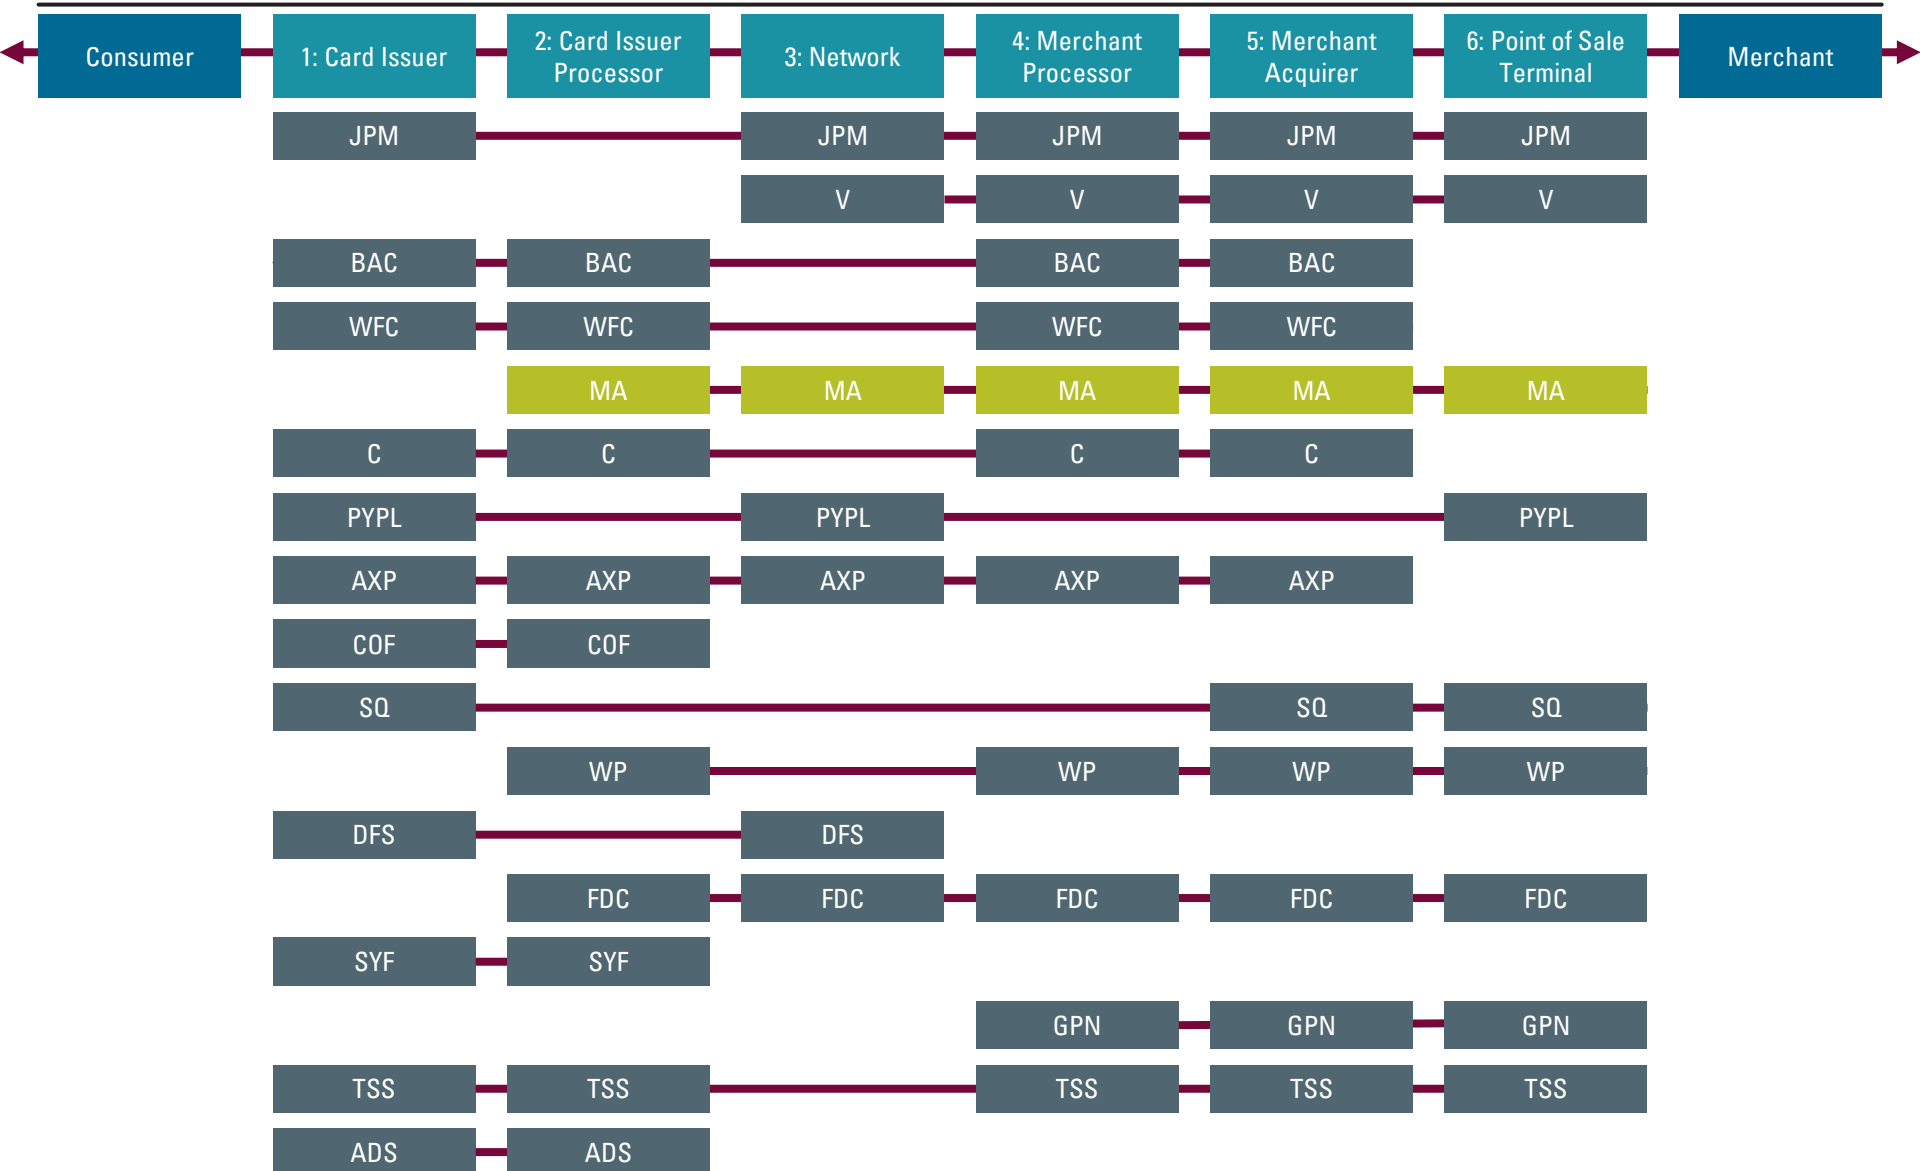 Consumer
1: Card Issuer
2: Card Issuer
Processor
3: Network
4: Merchant
Processor
5: Merchant
Acquirer
6: Point of Sale
Terminal
Merchant
JPM JPM JPM JPM JPM
V V V V
BAC BAC BAC BAC
WFC WFC WFC WFC
MA MA MA MA MA
C C C C
PYPL PYPL PYPL
AXP AXP AXP AXP AXP
COF COF
SQ SQ SQ
WP WP WP WP
DFS DFS
FDC FDC FDC FDC FDC
SYF SYF
GPN GPN GPN
TSS TSS TSS TSS TSS
ADS ADS